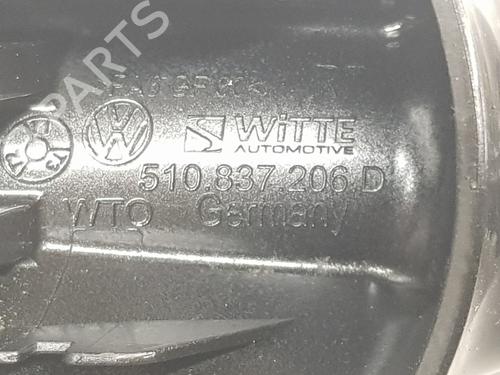 B-PARTS
WiTTE
AUTOMOTIVE
510.837.206 D
WTO Germany